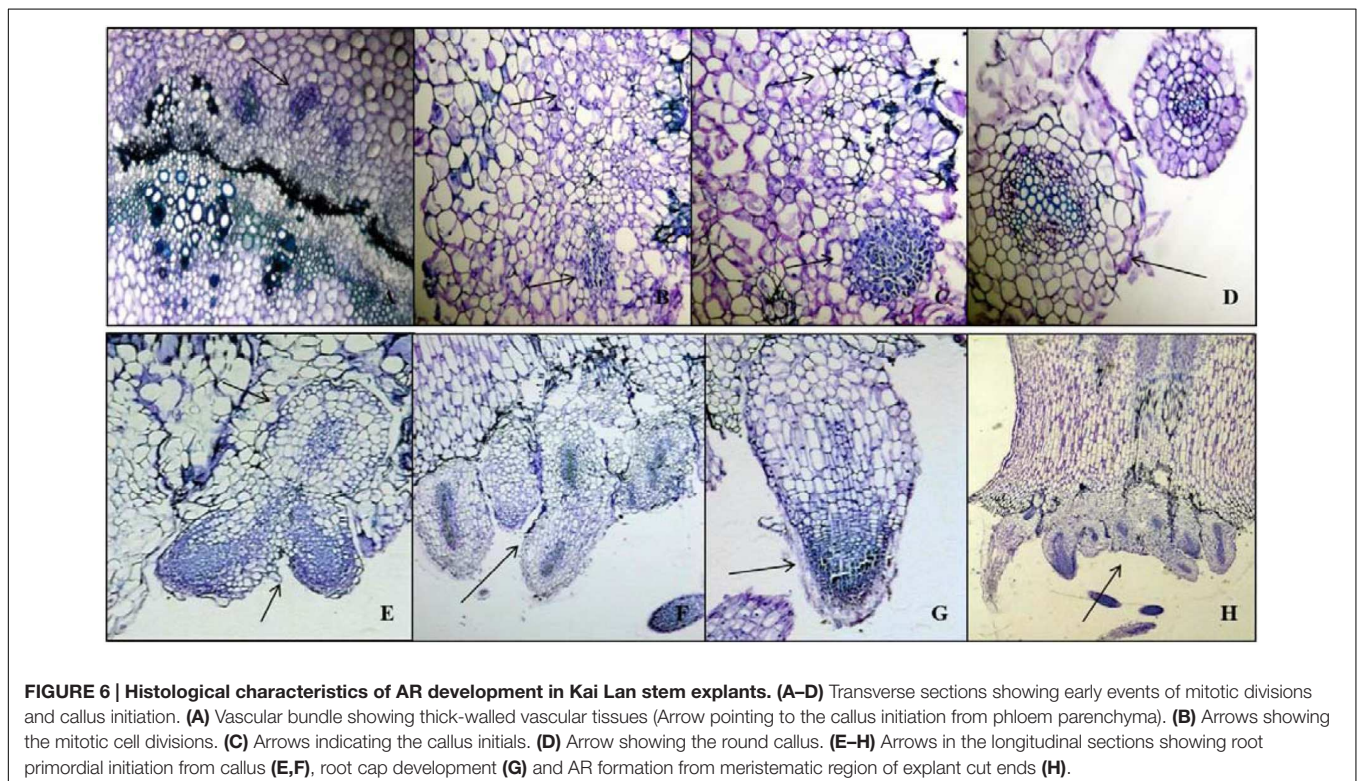 A
B
C
D
E
F
G
H
FIGURE 6 | Histological characteristics of AR development in Kai Lan stem explants. (A–D) Transverse sections showing early events of mitotic divisions
and callus initiation. (A) Vascular bundle showing thick-walled vascular tissues (Arrow pointing to the callus initiation from phloem parenchyma). (B) Arrows showing
the mitotic cell divisions. (C) Arrows indicating the callus initials. (D) Arrow showing the round callus. (E–H) Arrows in the longitudinal sections showing root
primordial initiation from callus (E,F), root cap development (G) and AR formation from meristematic region of explant cut ends (H).